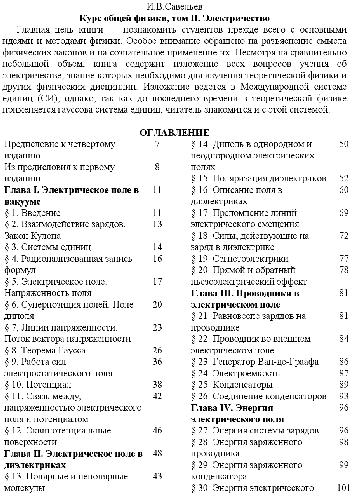 И.В.Савельев
Курс общей физики, том II. Электричество
Главная цель книги — познакомить студентов прежде всего с основными
идеями и методами физики. Особое внимание обращено на разъяснение смысла
физических законов и на сознательное применение их. Несмотря на сравнительно
небольшой объем, книга содержит изложение всех вопросов учения об
электричестве, знание которых необходимо для изучения теоретической физики и
других физических дисциплин. Изложение ведется в Международной системе
единиц (СИ), однако, так как до последнего времени в теоретической физике
применяется гауссова система единиц, читатель знакомится и с этой системой.
ОГЛАВЛЕНИЕ
Предисловие к четвертому 7
изданию
Из предисловия к первому 8
изданию
Глава I. Электрическое поле в 11
вакууме
§ 1. Введение 11
§ 2. Взаимодействие зарядов. 13
Закон Кулона
§ 3. Системы единиц 14
§ 4. Рационализованная запись 16
формул
§ 5. Электрическое поле. 17
Напряженность поля
§ 6. Суперпозиция полей. Поле 20
диполя
§ 7. Линии напряженности. 23
Поток вектора напряженности
§ 8. Теорема Гаусса 26
§ 9. Работа сил 36
электростатического поля
§ 10. Потенциал 38
§ 11. Связь между 42
напряженностью электрического
поля и потенциалом
§ 12. Эквипотенциальные 46
поверхности
Глава II. Электрическое поле в 48
диэлектриках
§ 13. Полярные и неполярные 43
молекулы
§ 14. Диполь в однородном и 50
неоднородном электрических
полях
§ 15. Поляризация диэлектриков 52
§ 16. Описание поля в 60
диэлектриках
§ 17. Преломление линий 69
электрического смещения
§ 18. Силы, действующие на 72
заряд в диэлектрике
§ 19. Сегнетоэлектрики 77
§ 20. Прямой и обратный 78
пьезоэлектрический эффект
Глава III. Проводники в 81
электрическом поле
§ 21. Равновесие зарядов на 81
проводнике
§ 22. Проводник во внешнем 84
электрическом поле
§ 23. Генератор Ван-де-Граафа 86
§ 24. Электроемкость 87
§ 25. Конденсаторы 89
§ 26. Соединение конденсаторов 93
Глава IV. Энергия 96
электрического поля
§ 27. Энергия системы зарядов 96
§ 28. Энергия заряженного 98
проводника
§ 29. Энергия заряженного 99
конденсатора
§ 30. Энергия электрического 101